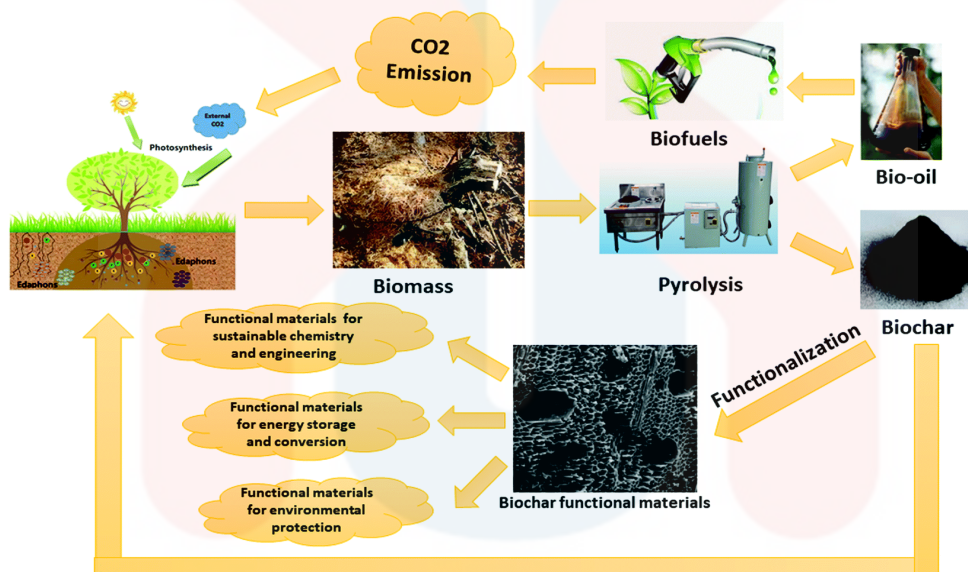 CO2
Emission
External
CO2
Photosynthesis
Edaphons
Edaphons
Biomass
Biofuels
Pyrolysis
Bio-oil
Biochar
Functionalization
Biochar functional materials
Functional materials for
sustainable chemistry
and engineering
Functional materials
for energy storage
and conversion
Functional materials
for environmental
protection